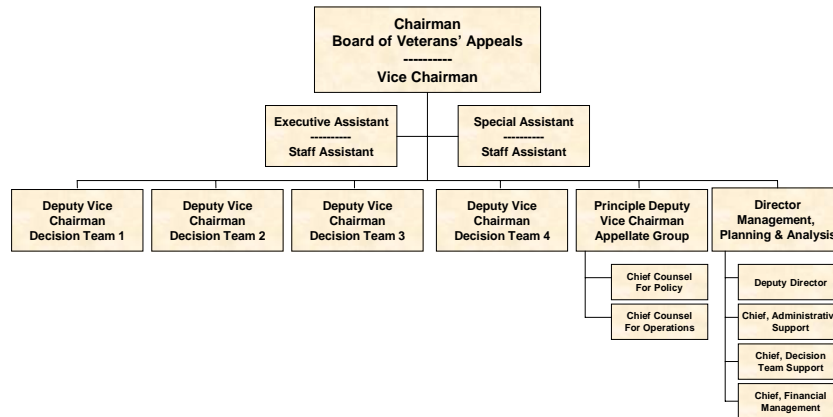 Chairman
Board of Veterans' Appeals
----------
Vice Chairman
Executive Assistant
----------
Staff Assistant
Special Assistant
----------
Staff Assistant
Deputy Vice
Chairman
Decision Team 1
Deputy Vice
Chairman
Decision Team 2
Deputy Vice
Chairman
Decision Team 3
Deputy Vice
Chairman
Decision Team 4
Principle Deputy
Vice Chairman
Appellate Group
Director
Management,
Planning & Analysis
Chief Counsel
For Policy
Chief Counsel
For Operations
Deputy Director
Chief, Administrativ
Support
Chief, Decision
Team Support
Chief, Financial
Management